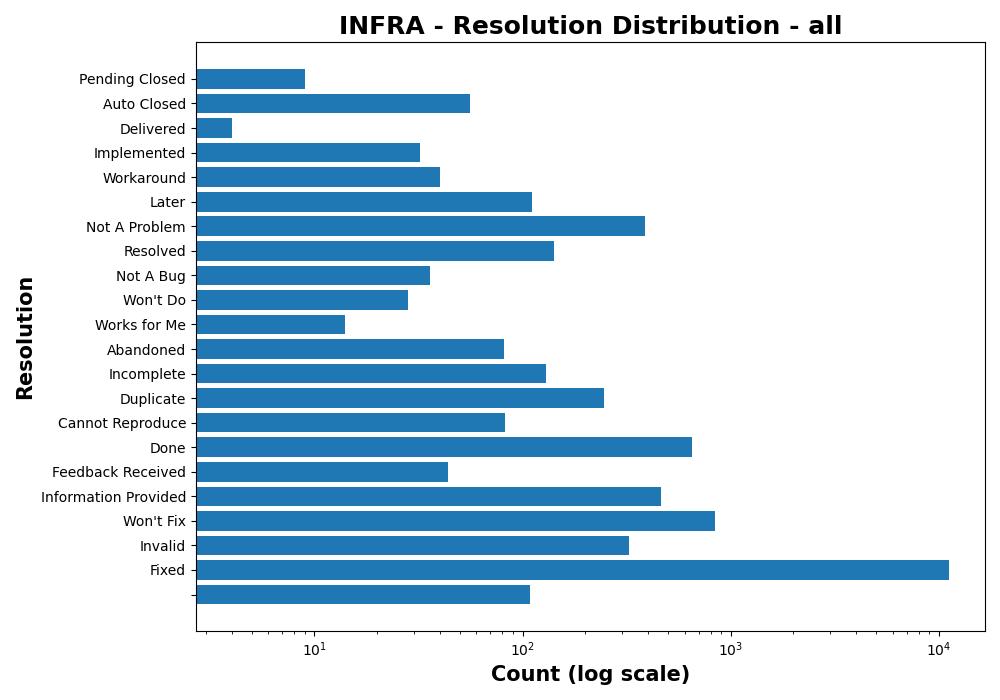 INFRA - Resolution Distribution - all
Pending Closed
Auto Closed
Delivered
Implemented
Workaround
Later
Not A Problem
Resolved
Not A Bug
Won't Do
Works for Me
Abandoned
Incomplete
Duplicate
Cannot Reproduce
Done
Feedback Received
Information Provided
Won't Fix
Invalid
Fixed
Resolution
10¹ 10² 10³ 10⁴
Count (log scale)